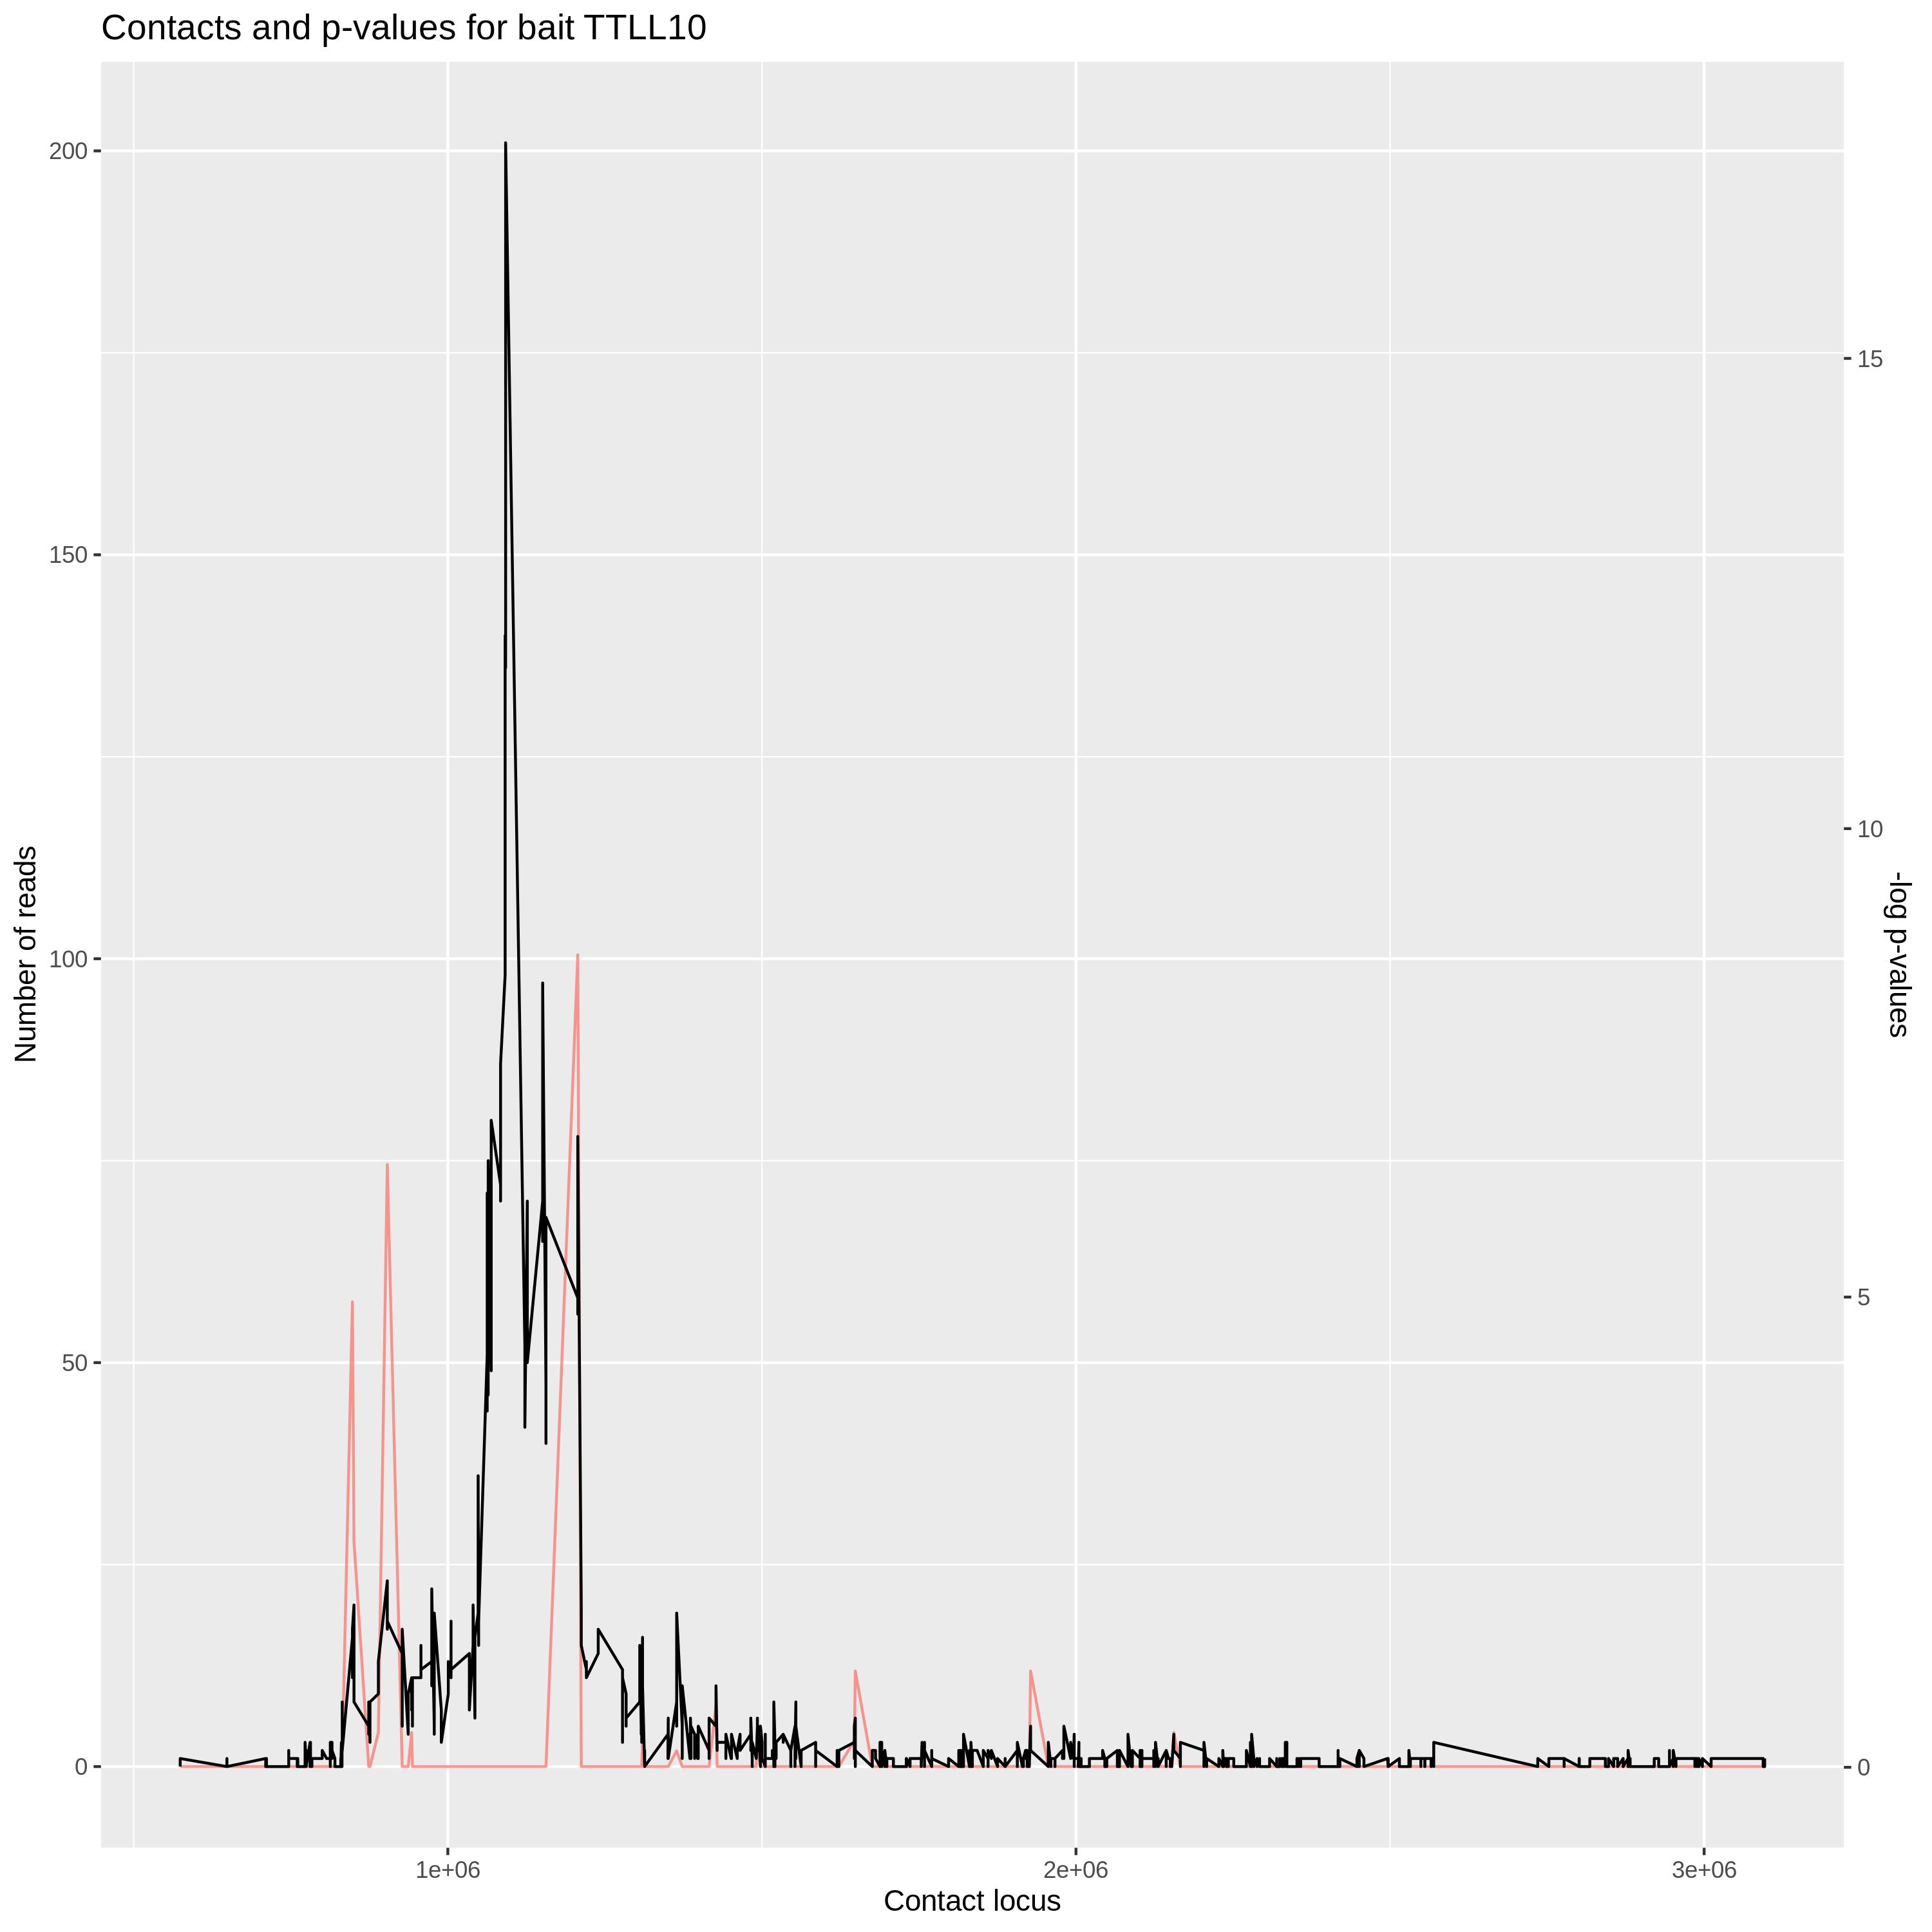 Contacts and p-values for bait TTLL10
200
150
100
50
0
Number of reads
15
10
5
0
-log p-values
1e+06
2e+06
3e+06
Contact locus